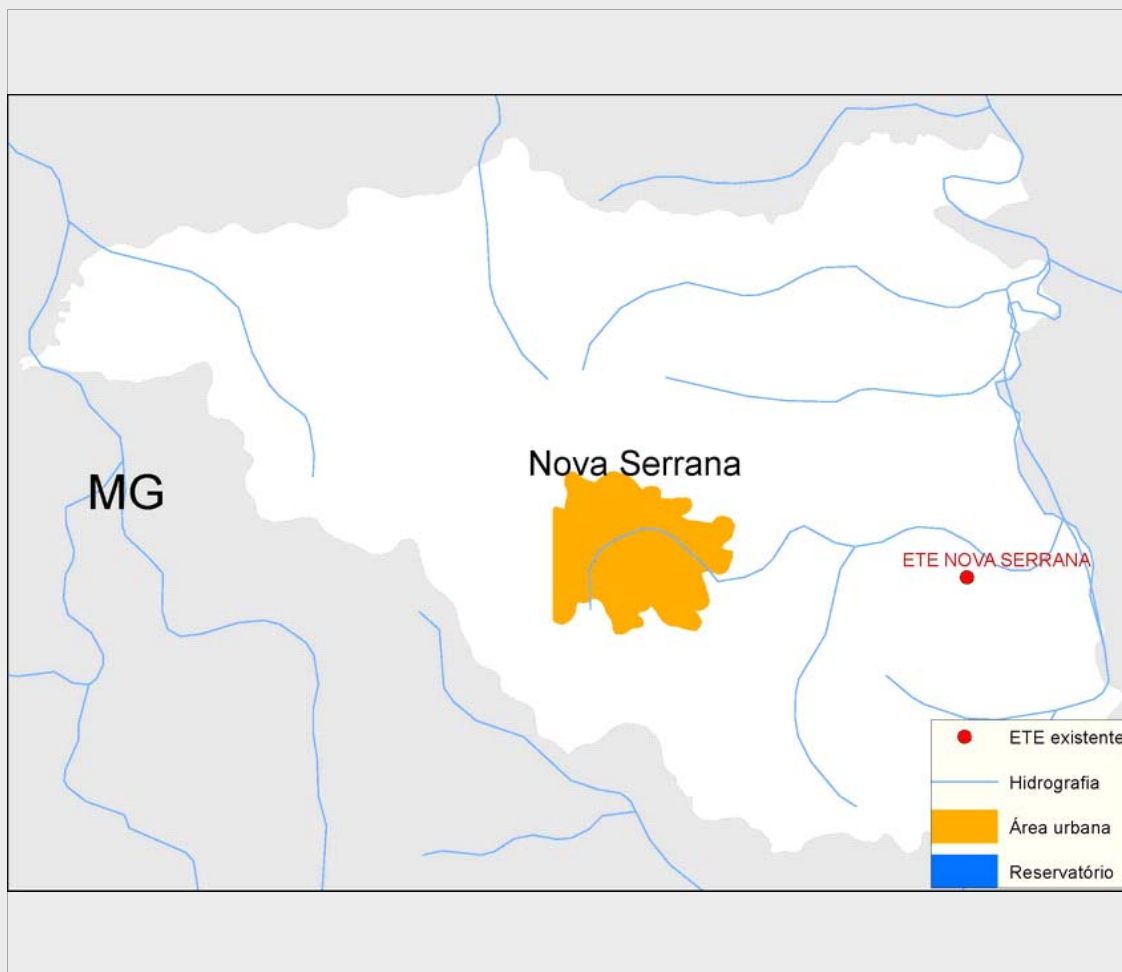 Nova Serrana
MG
ETE NOVA SERRANA
ETE existente
Hidrografia
Área urbana
Reservatório